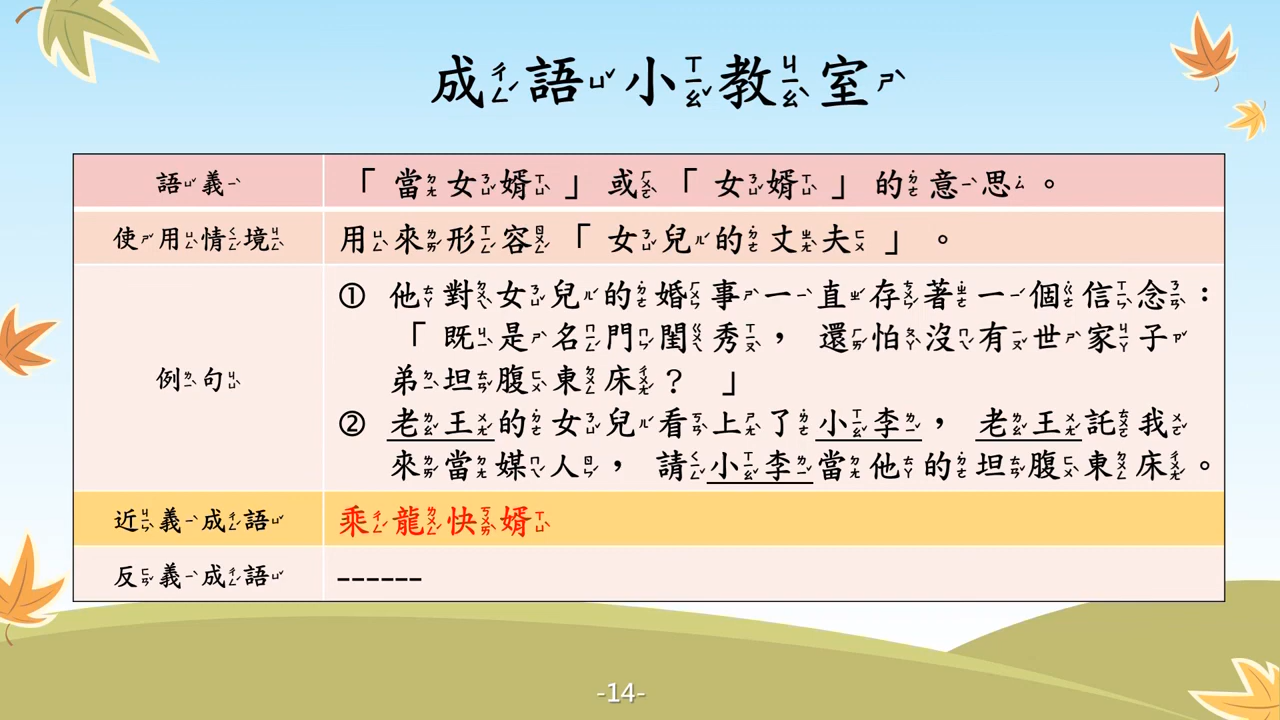 成語小教室
語義 「當女婿」或「女婿」的意思。
使用情境 用來形容「女兒的丈夫」。
例句
① 他對女兒的婚事一直存著一個信念：
「既是名門閨秀，還怕沒有世家子
弟坦腹東床？」
② 老王的女兒看上了小李，老王託我
來當媒人，請小李當他的坦腹東床。
近義成語 乘龍快婿
反義成語 ------
-14-